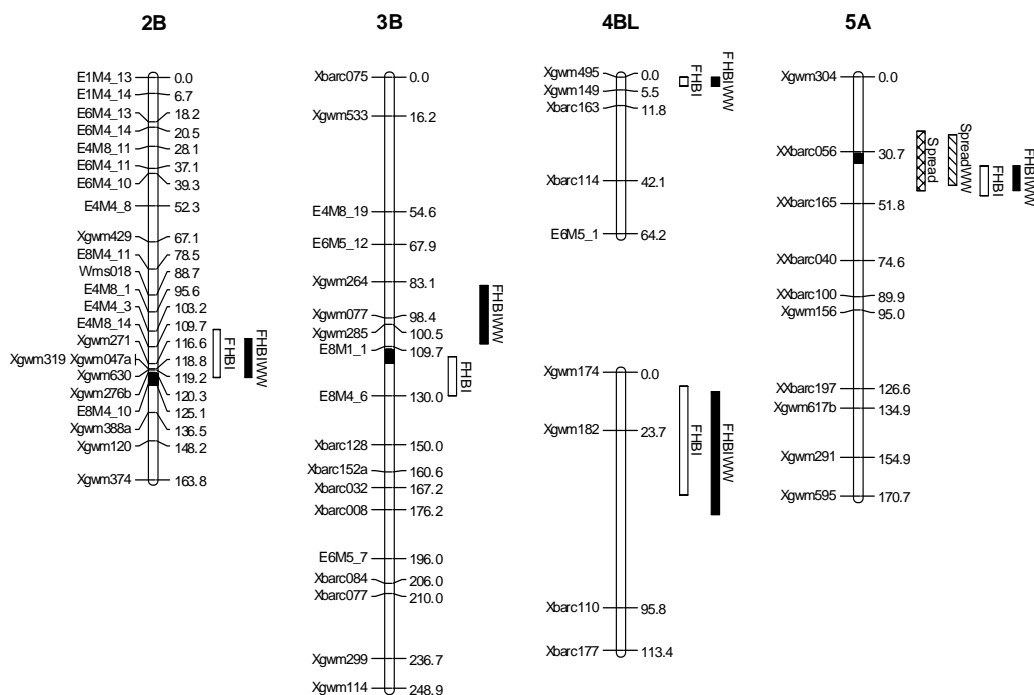 2B
E1M4_13 0.0
E1M4_14 6.7
E6M4_13 18.2
E6M4_14 20.5
E4M8_11 28.1
E6M4_11 37.1
E6M4_10 39.3
E4M4_8 52.3
Xgwm429 67.1
E8M4_11 78.5
Wms018 88.7
E4M8_1 95.6
E4M4_3 103.2
E4M8_14 109.7
Xgwm271 116.6
Xgwm319 Xgwm047a 118.8
Xgwm630 119.2
Xgwm276b 120.3
E8M4_10 125.1
Xgwm388a 136.5
Xgwm120 148.2
Xgwm374 163.8
FHBI
FHBIWW
3B
Xbarc075 0.0
Xgwm533 16.2
E4M8_19 54.6
E6M5_12 67.9
Xgwm264 83.1
Xgwm077 98.4
Xgwm285 100.5
E8M1_1 109.7
E8M4_6 130.0
Xbarc128 150.0
Xbarc152a 160.6
Xbarc032 167.2
Xbarc008 176.2
E6M5_7 196.0
Xbarc084 206.0
Xbarc077 210.0
Xgwm299 236.7
Xgwm114 248.9
FHBI
FHBIWW
4BL
Xgwm495 0.0
Xgwm149 5.5
Xbarc163 11.8
Xbarc114 42.1
E6M5_1 64.2
FHBI
FHBIWW
Xgwm174 0.0
Xgwm182 23.7
Xbarc110 95.8
Xbarc177 113.4
FHBI
FHBIWW
5A
Xgwm304 0.0
XXbarc056 30.7
XXbarc165 51.8
XXbarc040 74.6
XXbarc100 89.9
Xgwm156 95.0
XXbarc197 126.6
Xgwm617b 134.9
Xgwm291 154.9
Xgwm595 170.7
Spread
SpreadWW
FHBI
FHBIWW